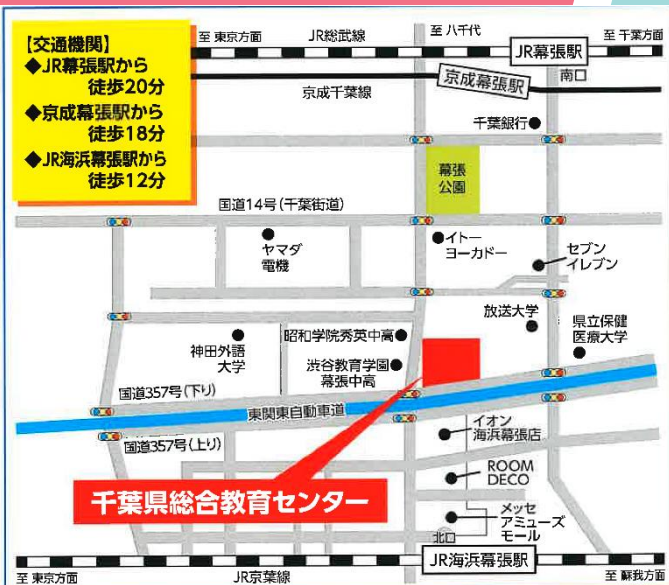 【交通機関】
◆JR幕張駅から
徒歩20分
◆京成幕張駅から
徒歩18分
◆JR海浜幕張駅から
徒歩12分
至 東京方面
JR総武線
至 八千代
JR幕張駅
至 千葉方面
京成千葉線
京成幕張駅
南口
千葉銀行
幕張
公園
国道14号(千葉街道)
ヤマダ
電機
イトー
ヨーカドー
セブン
イレブン
放送大学
県立保健
医療大学
神田外語
大学
昭和学院秀英中高
渋谷教育学園
幕張中高
国道357号(下り)
東関東自動車道
国道357号(上り)
イオン
海浜幕張店
千葉県総合教育センター
ROOM
DECO
メッセ
アミューズ
モール
北口
JR海浜幕張駅
至 東京方面
JR京葉線
至 蘇我方面